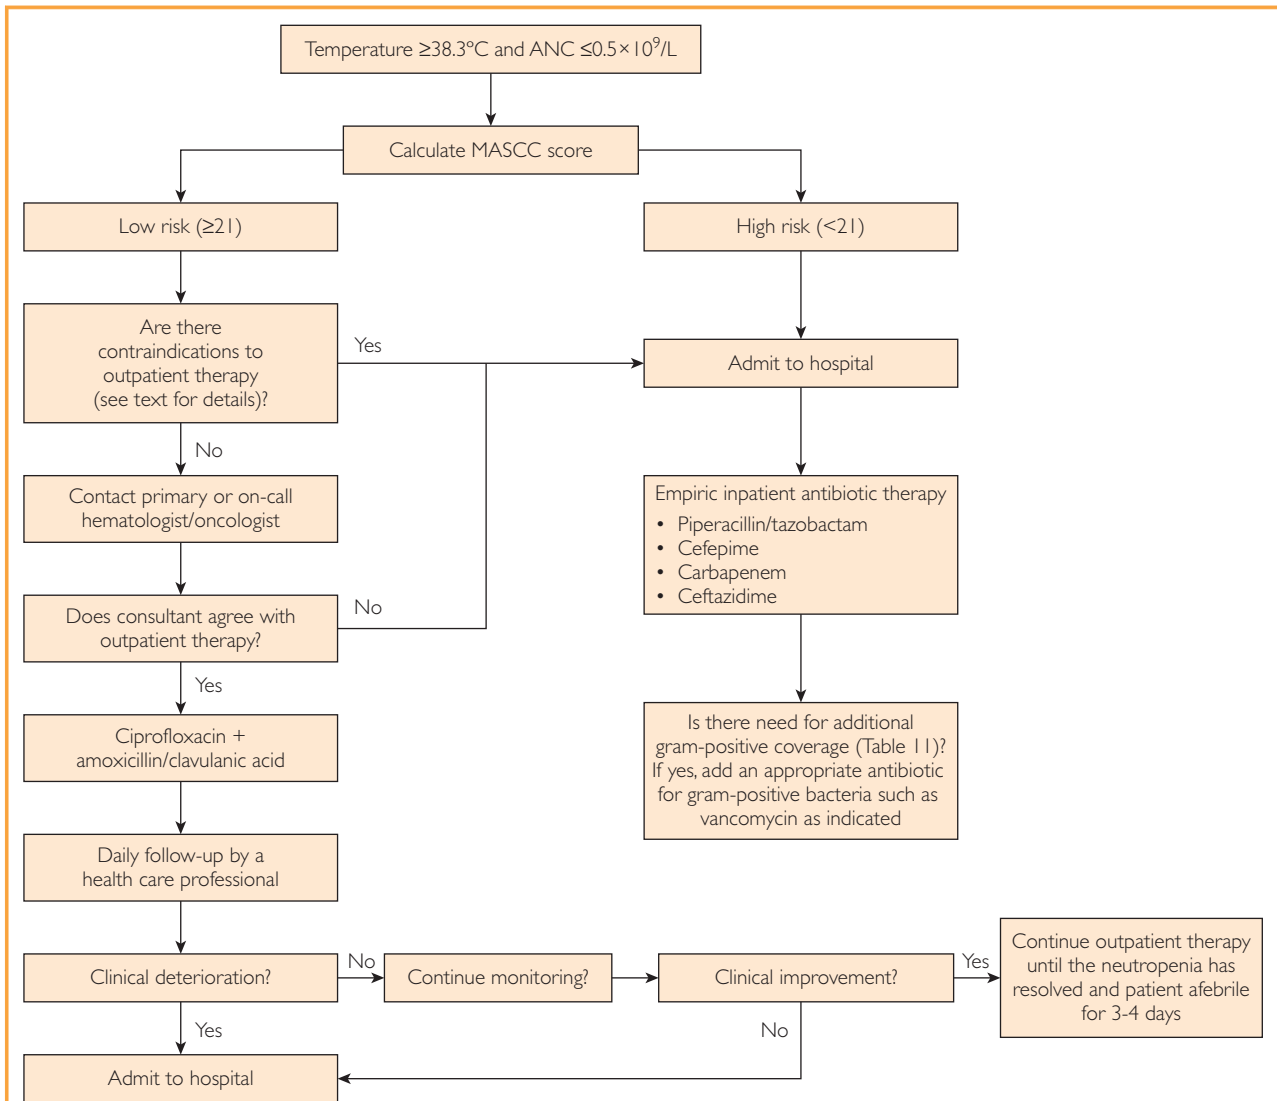 Temperature ≥38.3ºC and ANC ≤0.5×10⁹/L
Calculate MASCC score
Low risk (≥21)
High risk (<21)
Are there
contraindications to
outpatient therapy
(see text for details)?
Yes
Admit to hospital
No
Contact primary or on-call
hematologist/oncologist
Empiric inpatient antibiotic therapy
• Piperacillin/tazobactam
• Cefepime
• Carbapenem
• Ceftazidime
Does consultant agree with
outpatient therapy?
No
Yes
Is there need for additional
gram-positive coverage (Table 11)?
If yes, add an appropriate antibiotic
for gram-positive bacteria such as
vancomycin as indicated
Ciprofloxacin +
amoxicillin/clavulanic acid
Daily follow-up by a
health care professional
Clinical deterioration?
No
Continue monitoring?
Clinical improvement?
Yes
Continue outpatient therapy
until the neutropenia has
resolved and patient afebrile
for 3-4 days
Yes
No
Admit to hospital